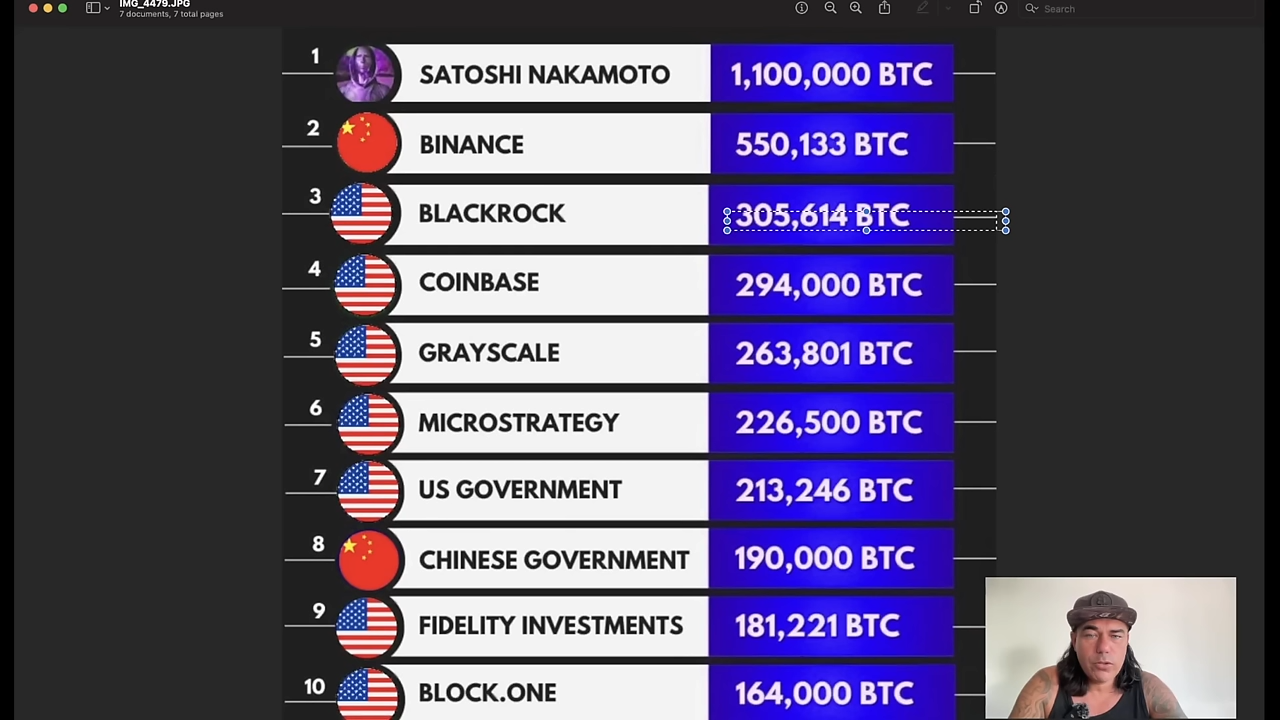 IMG_4479.JPG
7 documents, 7 total pages
Search
1 SATOSHI NAKAMOTO 1,100,000 BTC
2 BINANCE 550,133 BTC
3 BLACKROCK 305,614 BTC
4 COINBASE 294,000 BTC
5 GRAYSCALE 263,801 BTC
6 MICROSTRATEGY 226,500 BTC
7 US GOVERNMENT 213,246 BTC
8 CHINESE GOVERNMENT 190,000 BTC
9 FIDELITY INVESTMENTS 181,221 BTC
10 BLOCK.ONE 164,000 BTC